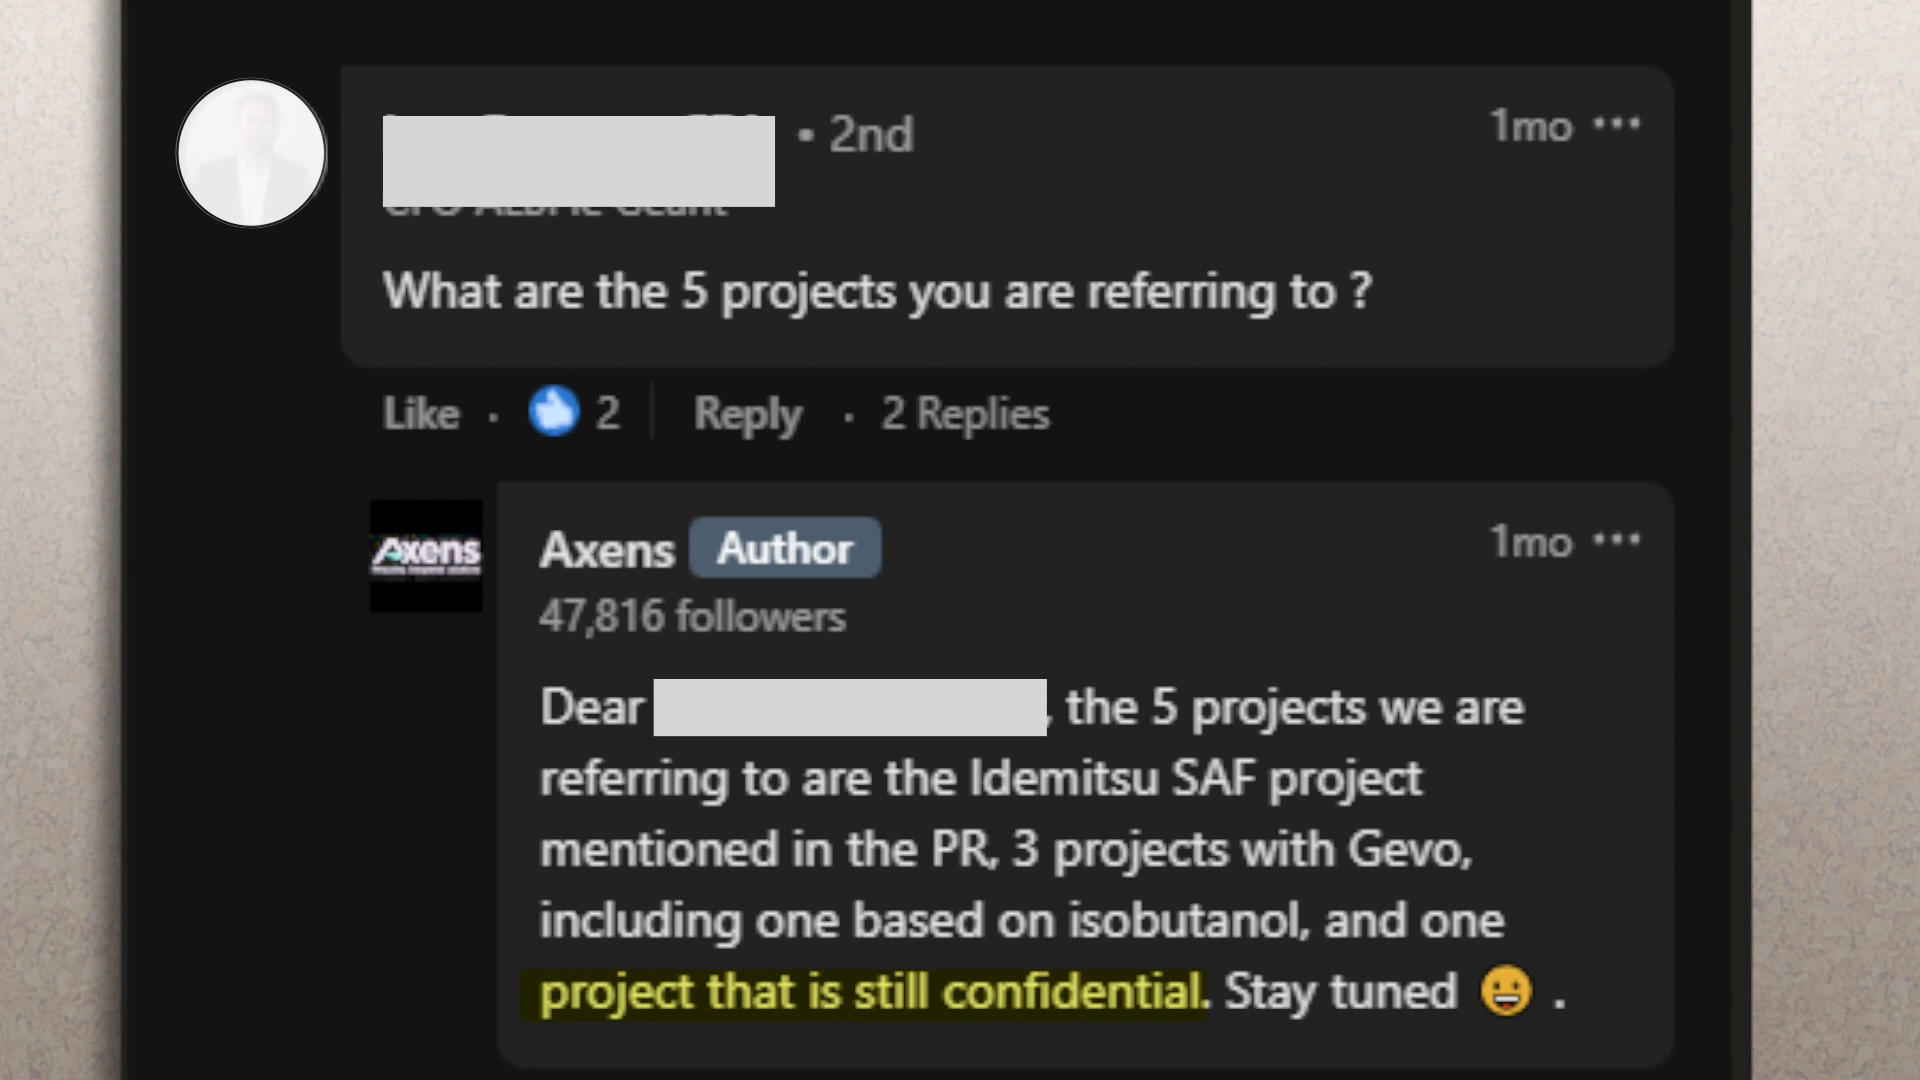 • 2nd
1mo •••
What are the 5 projects you are referring to ?
Like · 2 Reply · 2 Replies
Axens
Axens Author
1mo •••
47,816 followers
Dear , the 5 projects we are
referring to are the Idemitsu SAF project
mentioned in the PR, 3 projects with Gevo,
including one based on isobutanol, and one
project that is still confidential. Stay tuned 😀 .